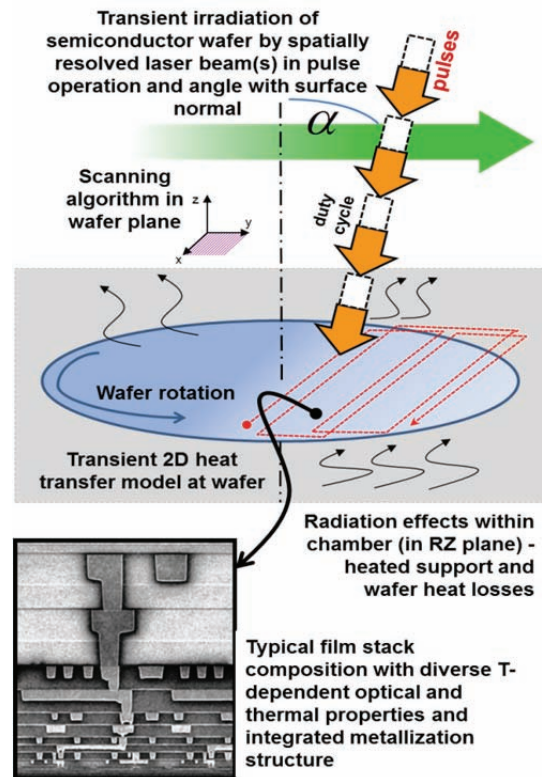 Transient irradiation of
semiconductor wafer by spatially
resolved laser beam(s) in pulse
operation and angle with surface
normal
pulses
α
Scanning
algorithm in
wafer plane
z
y
x
duty
cycle
Wafer rotation
Transient 2D heat
transfer model at wafer
Radiation effects within
chamber (in RZ plane) -
heated support and
wafer heat losses
Typical film stack
composition with diverse T-
dependent optical and
thermal properties and
integrated metallization
structure